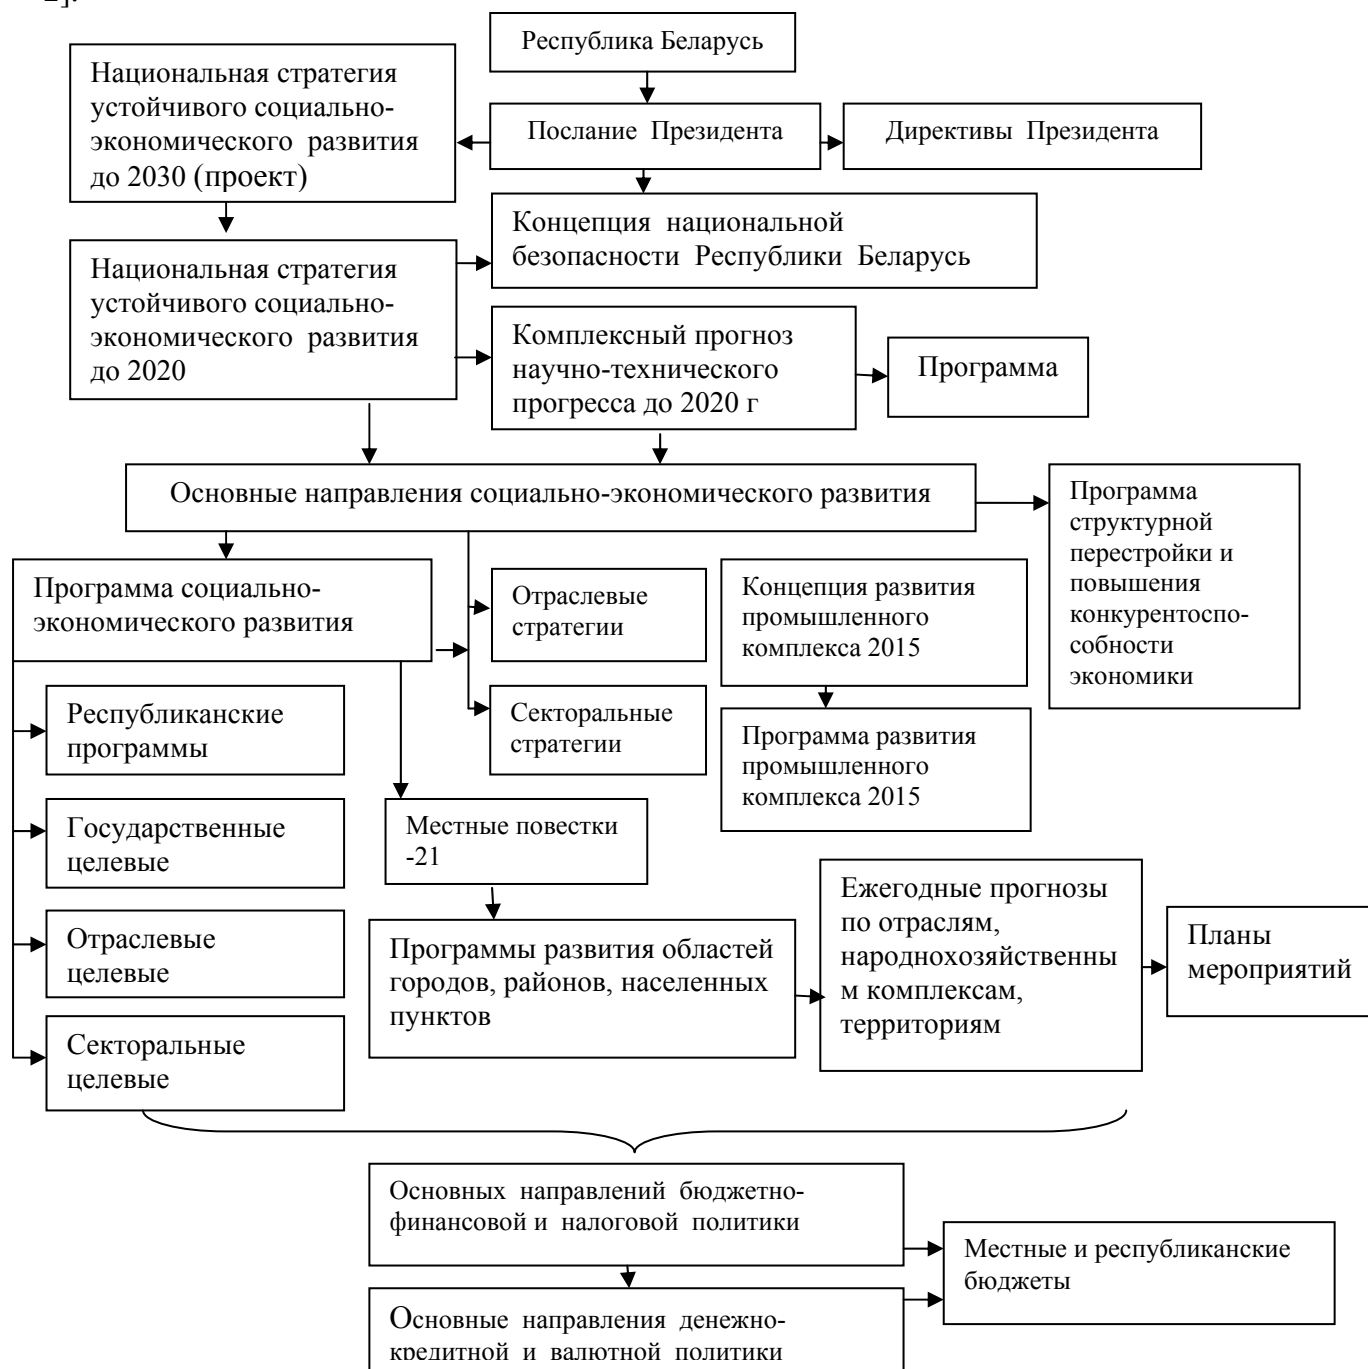 2].
Республика Беларусь
Национальная стратегия
устойчивого социально-
экономического развития
до 2030 (проект)
Послание Президента
Директивы Президента
Концепция национальной
безопасности Республики Беларусь
Национальная стратегия
устойчивого социально-
экономического развития
до 2020
Комплексный прогноз
научно-технического
прогресса до 2020 г
Программа
Основные направления социально-экономического развития
Программа
структурной
перестройки и
повышения
конкурентоспо-
собности
экономики
Программа социально-
экономического развития
Отраслевые
стратегии
Концепция развития
промышленного
комплекса 2015
Республиканские
программы
Секторальные
стратегии
Программа развития
промышленного
комплекса 2015
Государственные
целевые
Местные повестки
-21
Отраслевые
целевые
Программы развития областей
городов, районов, населенных
пунктов
Ежегодные прогнозы
по отраслям,
народнохозяйственны
м комплексам,
территориям
Планы
мероприятий
Секторальные
целевые
Основных направлений бюджетно-
финансовой и налоговой политики
Местные и республиканские
бюджеты
Основные направления денежно-
кредитной и валютной политики